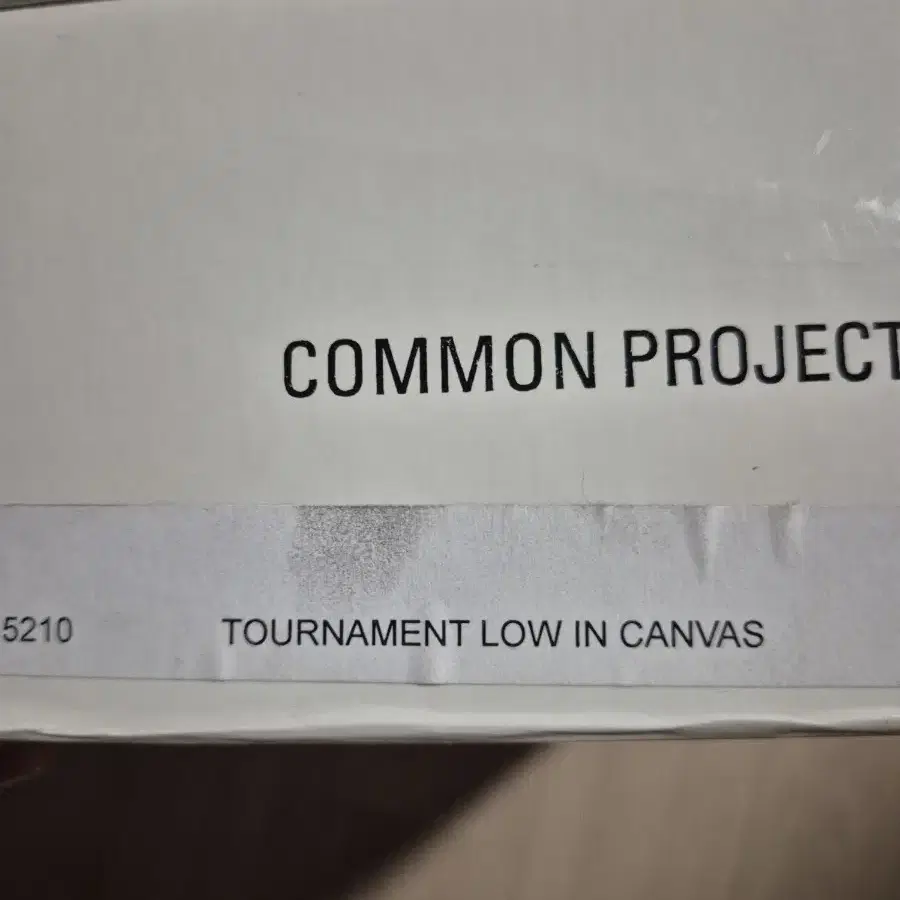 COMMON PROJECT
5210 TOURNAMENT LOW IN CANVAS